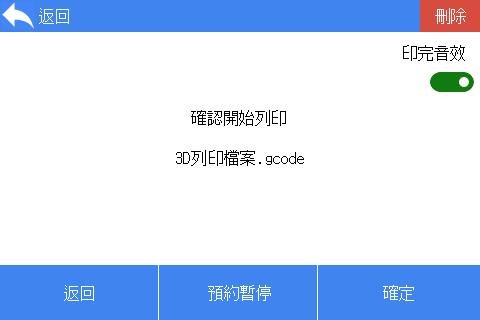 返回
刪除
印完音效
確認開始列印
3D列印檔案.gcode
返回
預約暫停
確定